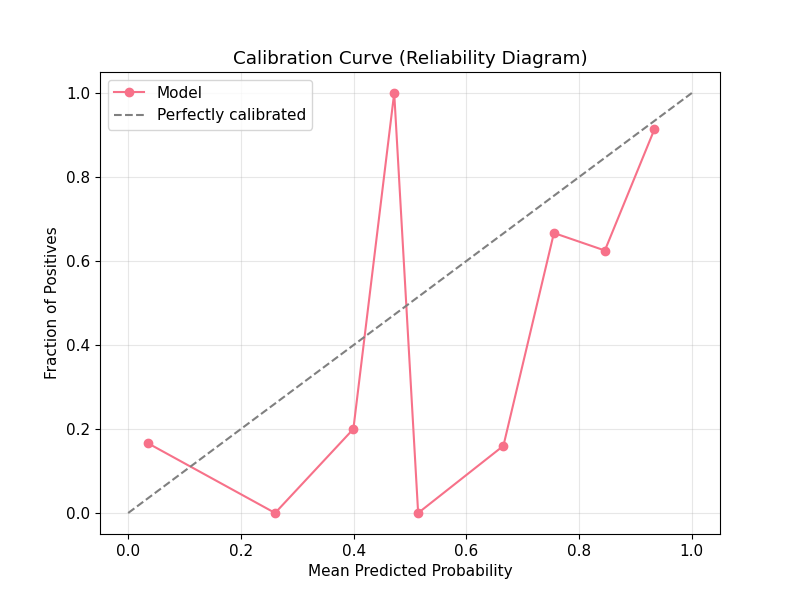 Calibration Curve (Reliability Diagram)
Model
Perfectly calibrated
Fraction of Positives
1.0
0.8
0.6
0.4
0.2
0.0
0.0 0.2 0.4 0.6 0.8 1.0
Mean Predicted Probability